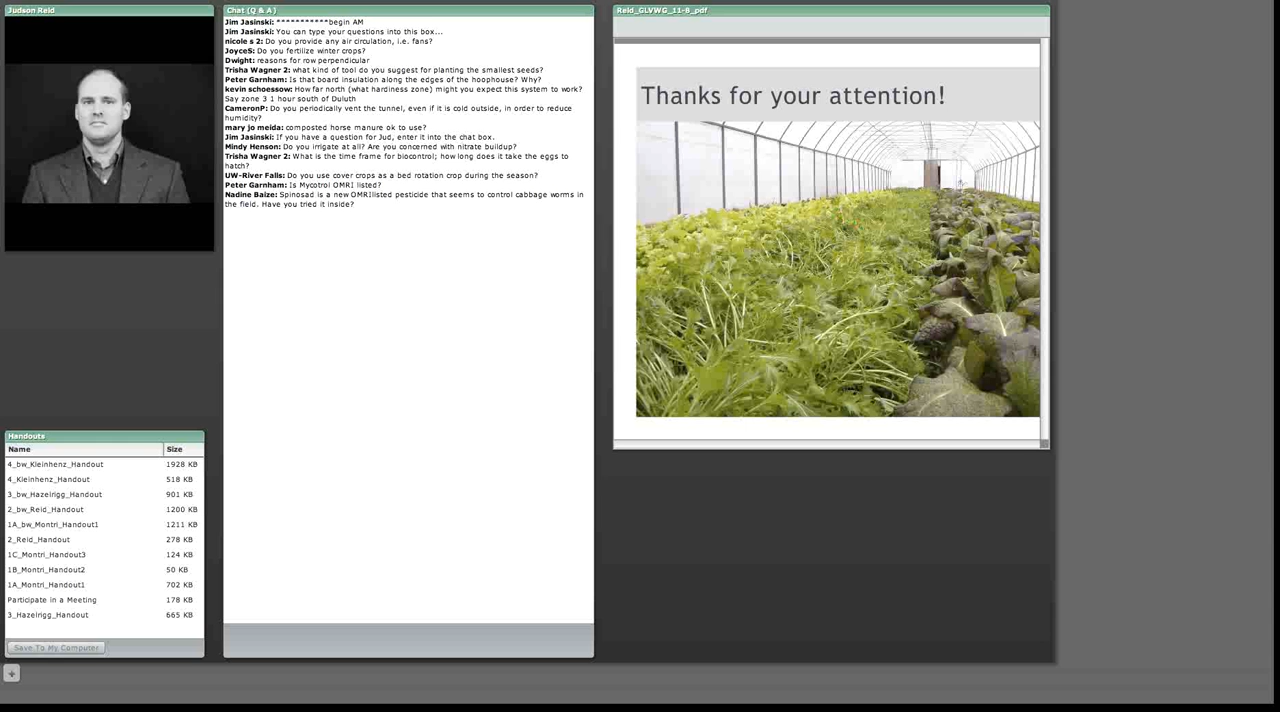 Judson Reid
Chat (Q & A)
Jim Jasinski: ************begin AM
Jim Jasinski: You can type your questions into this box...
nicole s 2: Do you provide any air circulation, i.e. fans?
JoyceS: Do you fertilize winter crops?
Dwight: reasons for row perpendicular
Trisha Wagner 2: what kind of tool do you suggest for planting the smallest seeds?
Peter Garnham: Is that board insulation along the edges of the hoophouse? Why?
kevin schoessow: How far north (what hardiness zone) might you expect this system to work?
Say zone 3 1 hour south of Duluth
CameronP: Do you periodically vent the tunnel, even if it is cold outside, in order to reduce
humidity?
mary jo meida: composted horse manure ok to use?
Jim Jasinski: If you have a question for Jud, enter it into the chat box.
Mindy Henson: Do you irrigate at all? Are you concerned with nitrate buildup?
Trisha Wagner 2: What is the time frame for biocontrol; how long does it take the eggs to
hatch?
UW-River Falls: Do you use cover crops as a bed rotation crop during the season?
Peter Garnham: Is Mycotrol OMRI listed?
Nadine Baize: Spinosad is a new OMRIlisted pesticide that seems to control cabbage worms in
the field. Have you tried it inside?
Reid_GLVWG_11-8_pdf
Thanks for your attention!
Handouts
Name Size
4_bw_Kleinhenz_Handout 1928 KB
4_Kleinhenz_Handout 518 KB
3_bw_Hazelrigg_Handout 901 KB
2_bw_Reid_Handout 1200 KB
1A_bw_Montri_Handout1 1211 KB
2_Reid_Handout 278 KB
1C_Montri_Handout3 124 KB
1B_Montri_Handout2 50 KB
1A_Montri_Handout1 702 KB
Participate in a Meeting 178 KB
3_Hazelrigg_Handout 665 KB
Save To My Computer
+